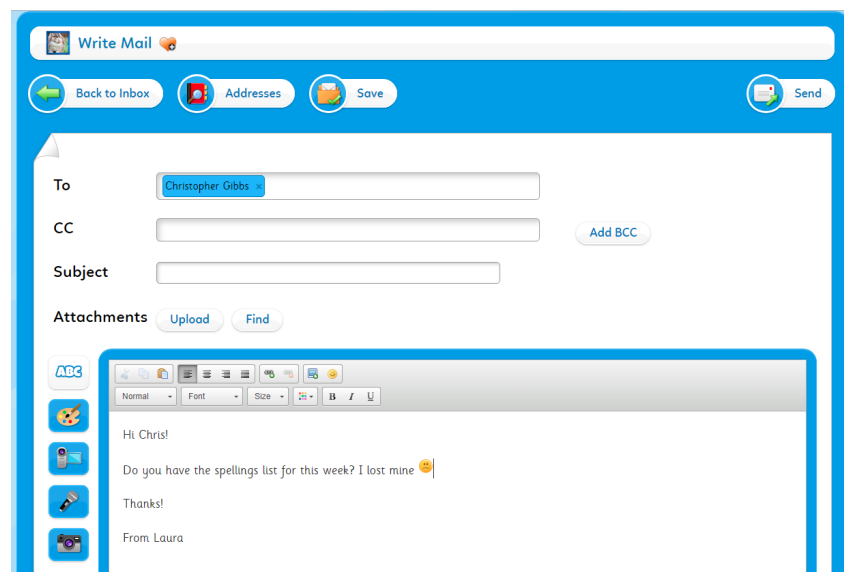 Write Mail
Back to Inbox Addresses Save Send
To Christopher Gibbs ×
CC Add BCC
Subject
Attachments Upload Find
ABC
Normal Font Size B I U
Hi Chris!
Do you have the spellings list for this week? I lost mine
Thanks!
From Laura